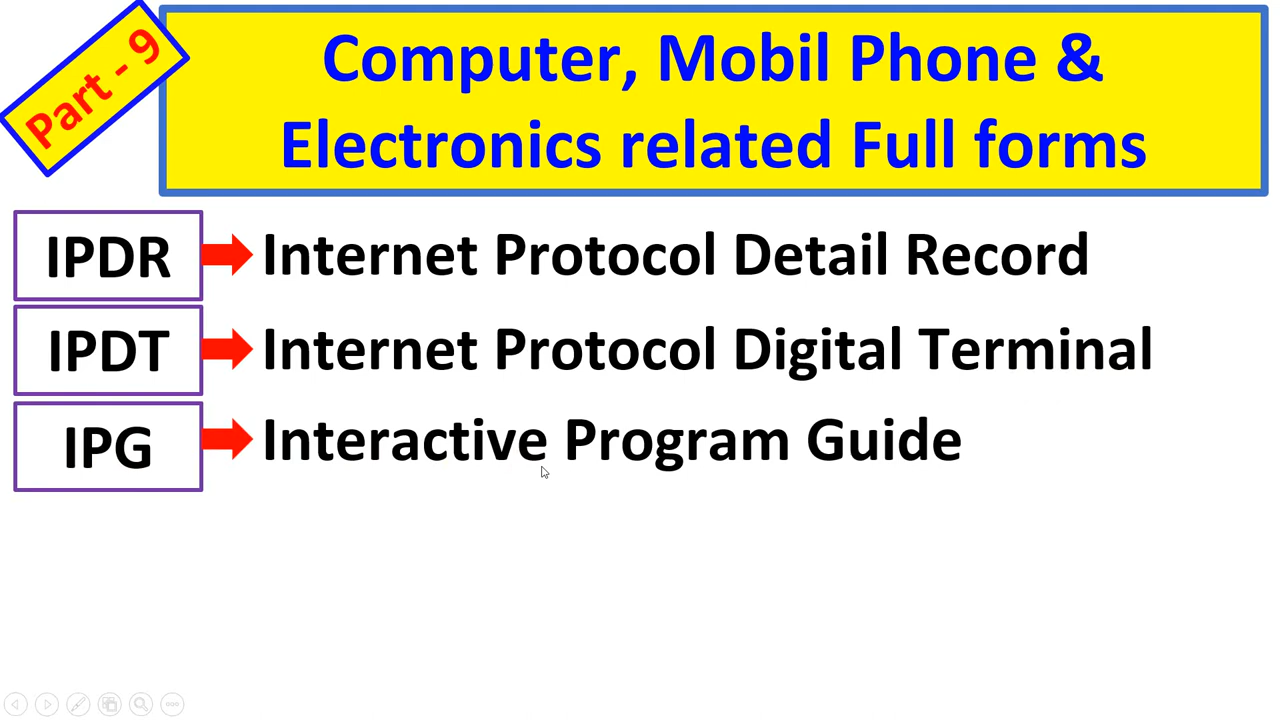 Part - 9
Computer, Mobil Phone &
Electronics related Full forms
IPDR Internet Protocol Detail Record
IPDT Internet Protocol Digital Terminal
IPG Interactive Program Guide